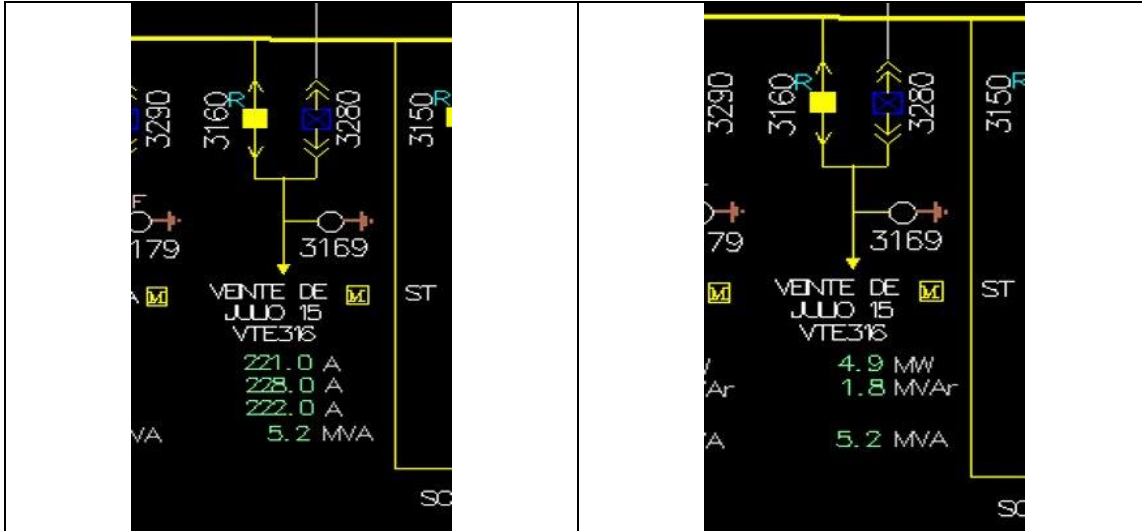 3290
3160
R
3280
3150
F
179
3169
A M
VEINTE DE
JULIO 15
VTE316
M
ST
221.0 A
228.0 A
222.0 A
VA
5.2 MVA
SC
3290
3160
R
3280
3150
R
79
3169
M
VEINTE DE
JULIO 15
VTE316
M
ST
4.9 MW
VAr
1.8 MVAr
A
5.2 MVA
SC